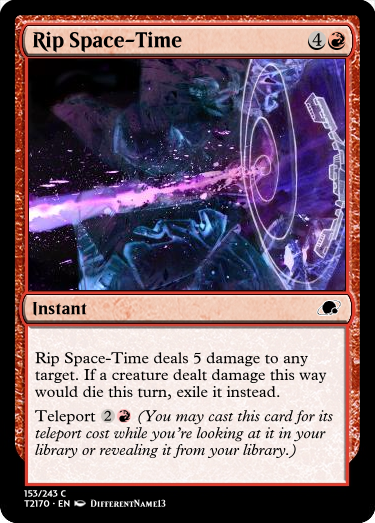 Rip Space-Time 4
Instant
Rip Space-Time deals 5 damage to any
target. If a creature dealt damage this way
would die this turn, exile it instead.
Teleport 2 (You may cast this card for its
teleport cost while you're looking at it in your
library or revealing it from your library.)
153/243 C
T2170 • EN DifferentName13